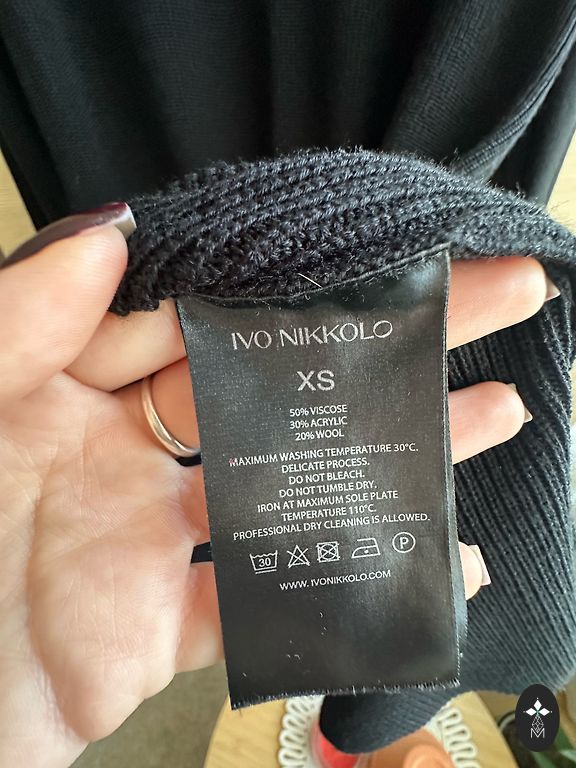 IVO NIKKOLO
XS
50% VISCOSE
30% ACRYLIC
20% WOOL
MAXIMUM WASHING TEMPERATURE 30°C.
DELICATE PROCESS.
DO NOT BLEACH.
DO NOT TUMBLE DRY.
IRON AT MAXIMUM SOLE PLATE
TEMPERATURE 110°C.
PROFESSIONAL DRY CLEANING IS ALLOWED.
30 P
WWW. IVONIKKOLO.COM
M